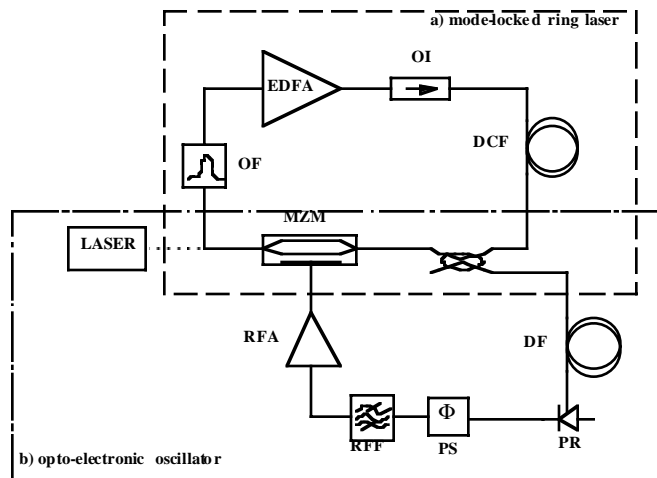 a) mode-locked ring laser
OI
EDFA
DCF
OF
MZM
LASER
RFA
DF
Φ
RFF
PS
PR
b) opto-electronic oscillator